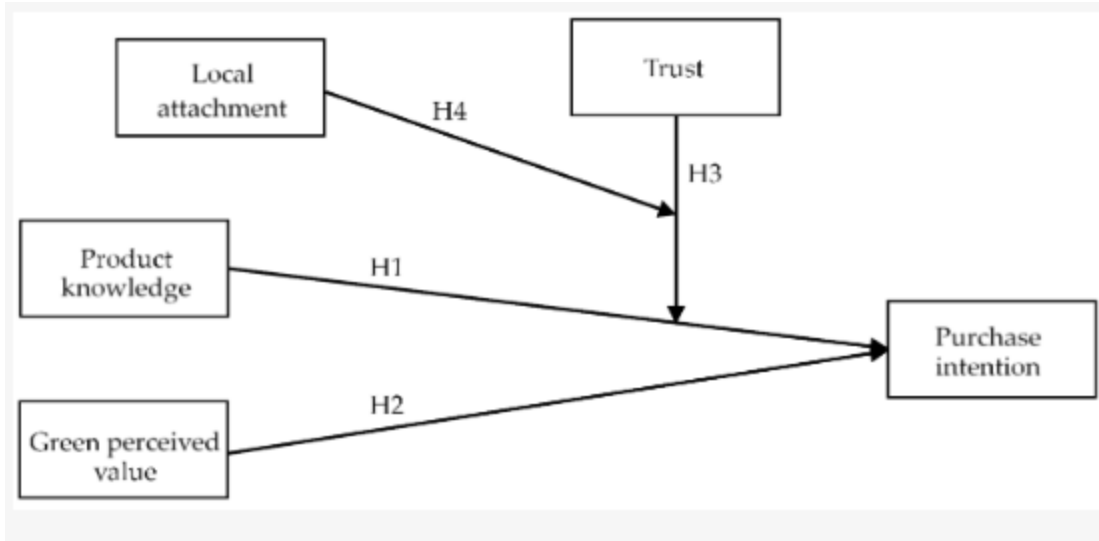 Local
attachment
Trust
H4
H3
Product
knowledge
H1
Purchase
intention
H2
Green perceived
value